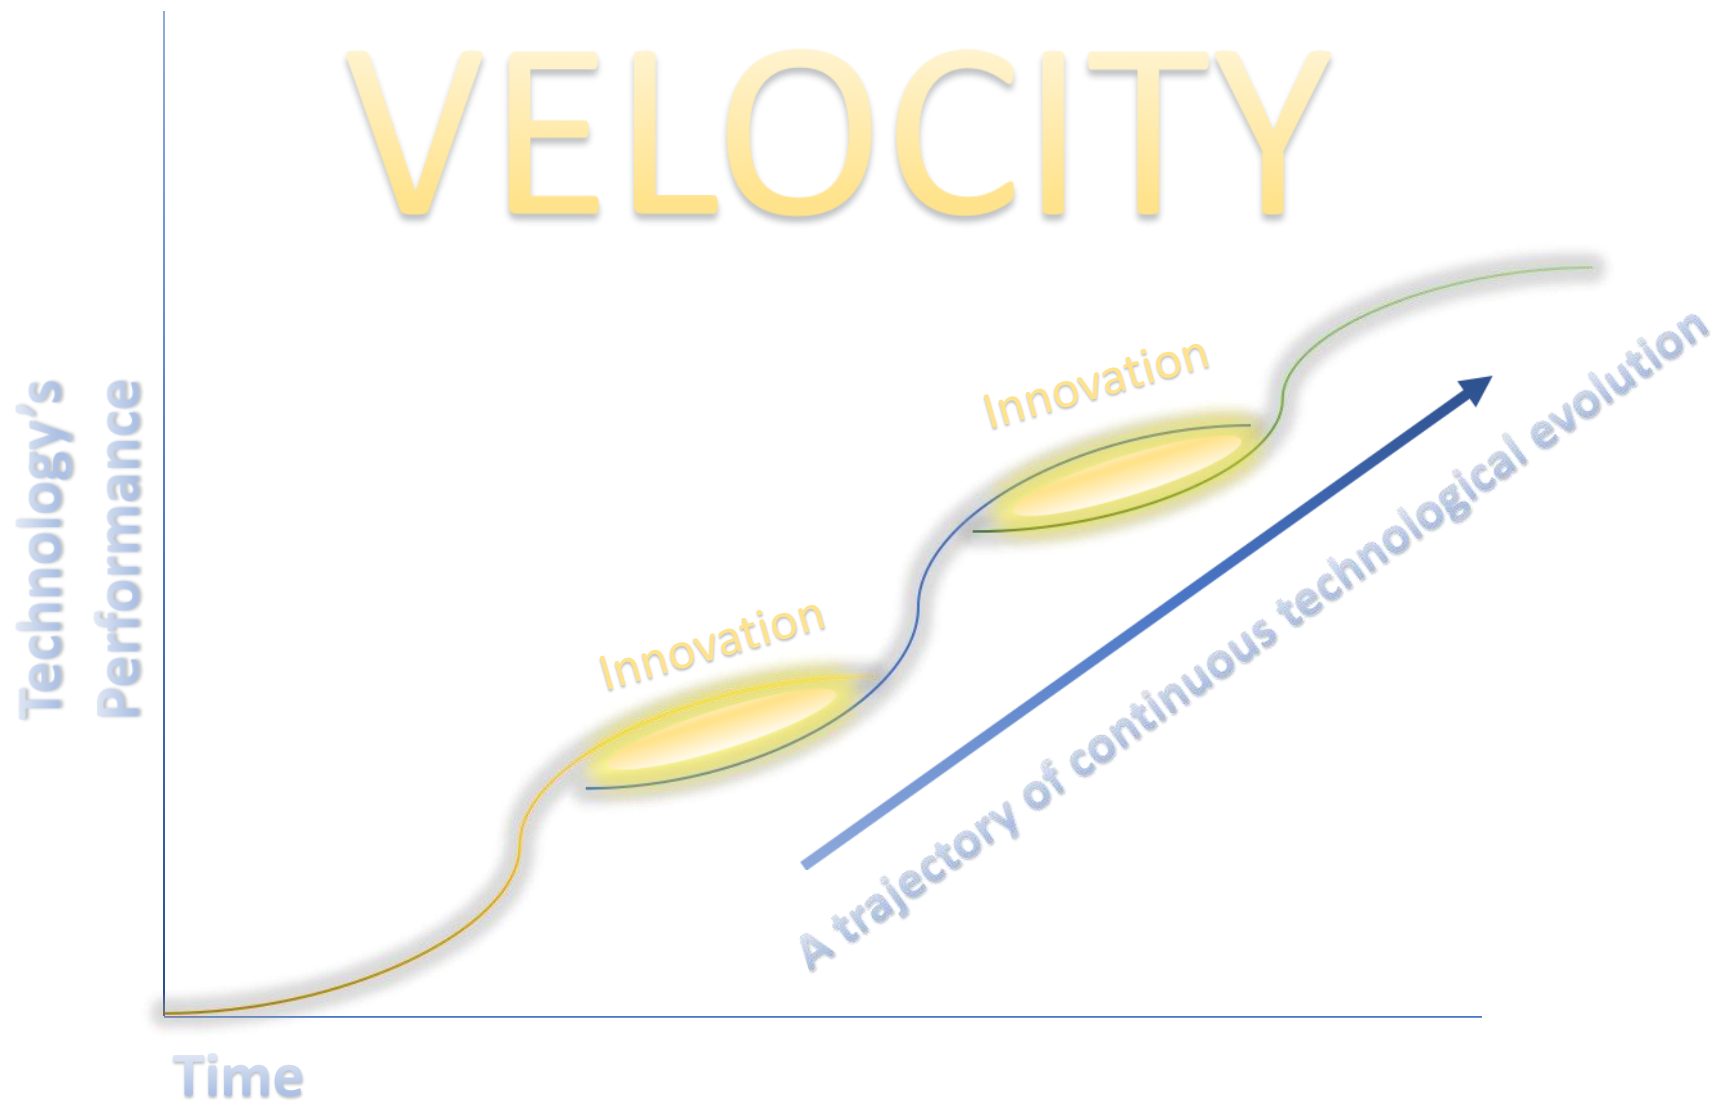 VELOCITY
Technology's
Performance
Innovation
Innovation
A trajectory of continuous technological evolution
Time